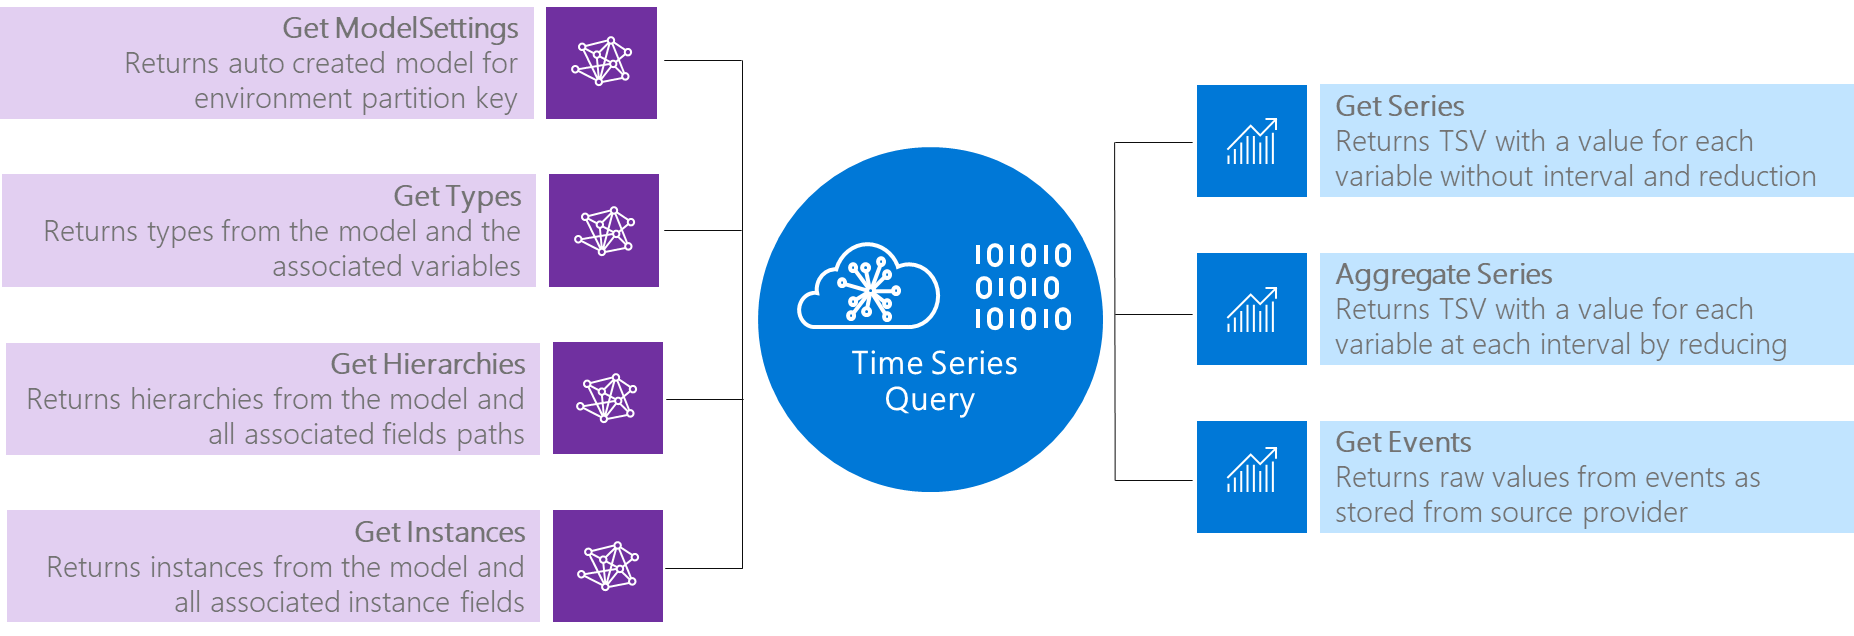 Get ModelSettings
Returns auto created model for
environment partition key
Get Types
Returns types from the model and the
associated variables
Get Hierarchies
Returns hierarchies from the model and
all associated fields paths
Get Instances
Returns instances from the model and
all associated instance fields
101010
01010
101010
Time Series
Query
Get Series
Returns TSV with a value for each
variable without interval and reduction
Aggregate Series
Returns TSV with a value for each
variable at each interval by reducing
Get Events
Returns raw values from events as
stored from source provider